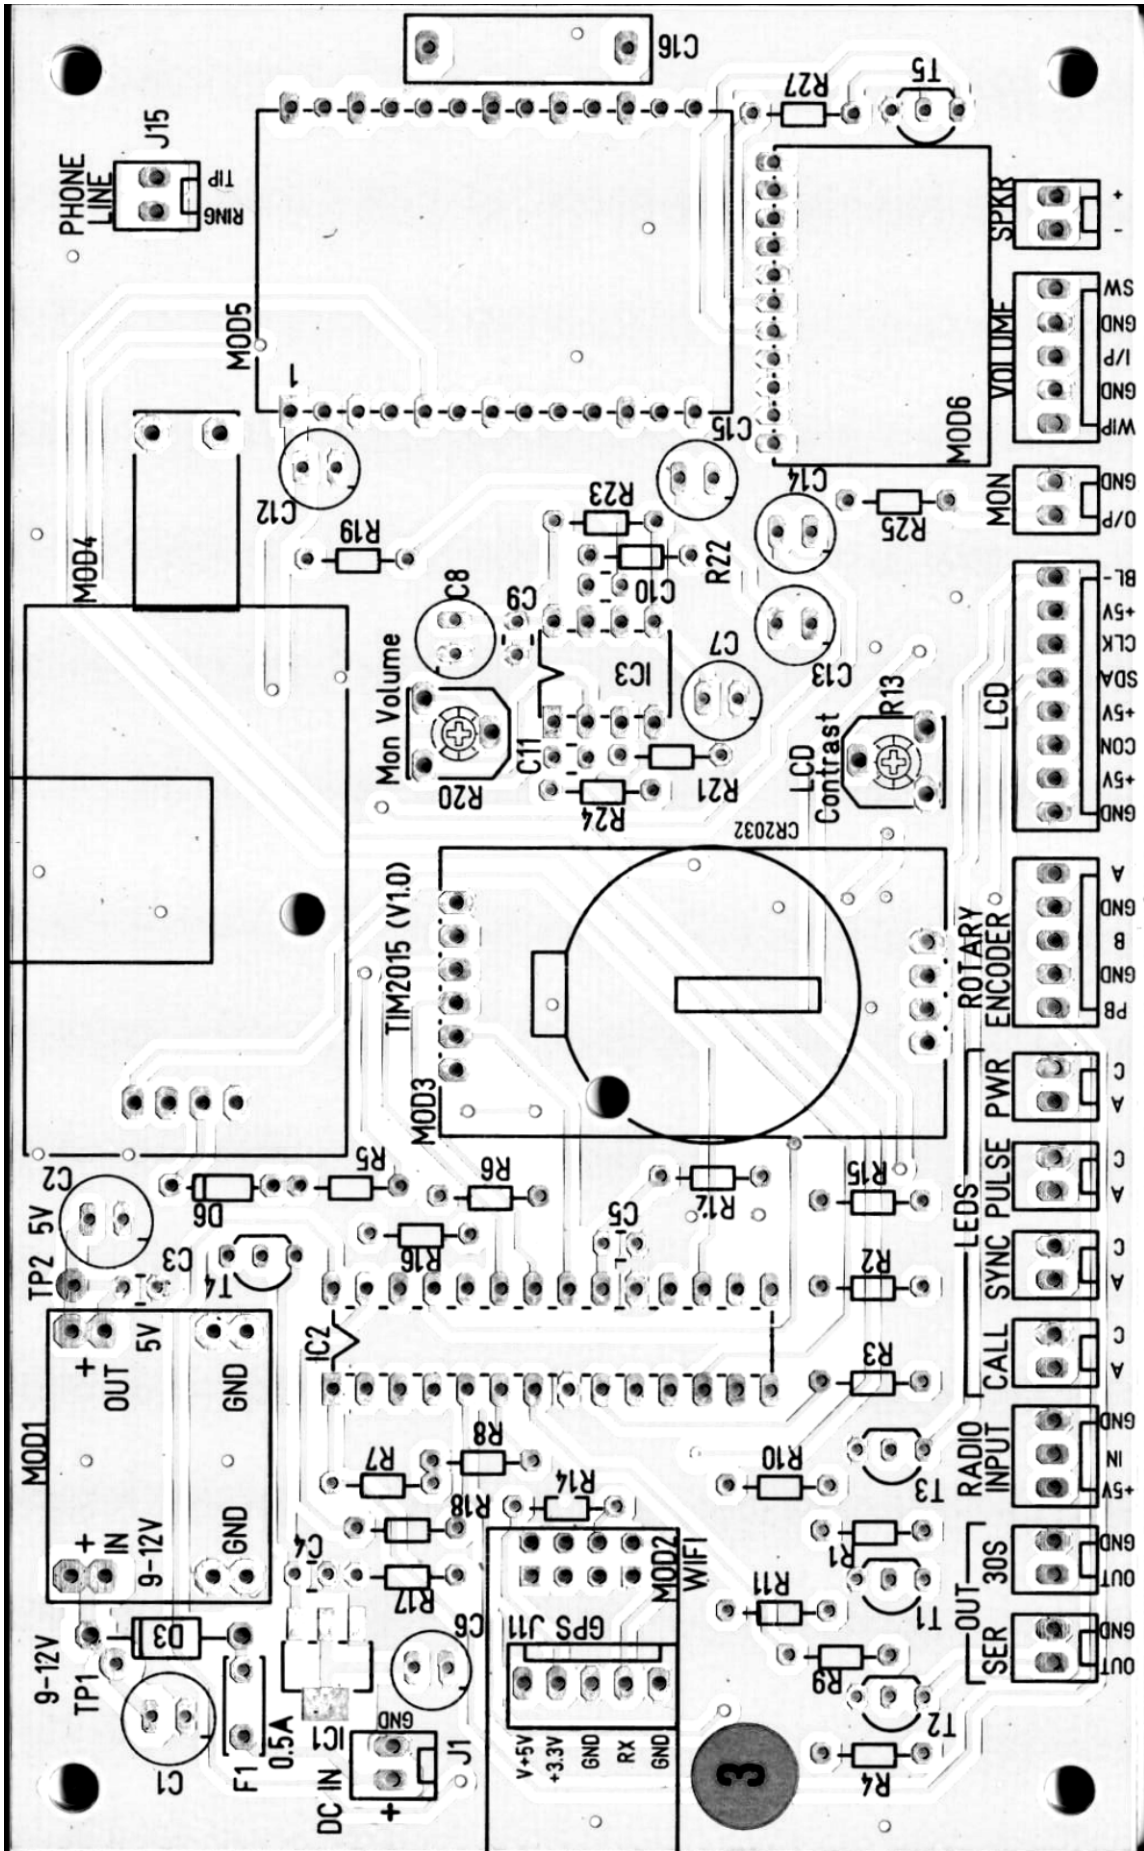 C16
R27
T5
J15
PHONE
LINE
TIP
RING
SPKR
+
-
MOD5
1
VOLUME
SW
GND
I/P
GND
WIP
MOD6
C15
C14
C12
R19
R23
R22
R25
MON
GND
O/P
MOD4
C8
C9
C10
IC3
C7
C13
Mon Volume
R20
C11
R21
R24
R13
LCD
Contrast
LCD
BL-
+5V
CLK
SDA
+5V
CON
+5V
GND
CR2032
TIM2015 (V1.0)
MOD3
ROTARY
ENCODER
A
GND
B
GND
PB
LEDS
PWR
C
A
PULSE
C
A
SYNC
C
A
CALL
C
A
C2
TP2 5V
D6
R5
R6
R16
C5
R12
R15
C3
T4
R2
IC2
R3
MOD1
+
OUT
5V
GND
+
IN
9-12V
GND
R7
R8
R18
R14
R10
T3
RADIO
INPUT
GND
IN
+5V
C4
R17
MOD2
WIFI
R1
R11
T1
OUT
30S
GND
OUT
SER
GND
OUT
9-12V
TP1
D3
C6
GPS J11
R9
T2
C1
F1
0.5A
IC1
GND
DC IN
+
J1
V+5V
+3.3V
GND
RX
GND
3
R4